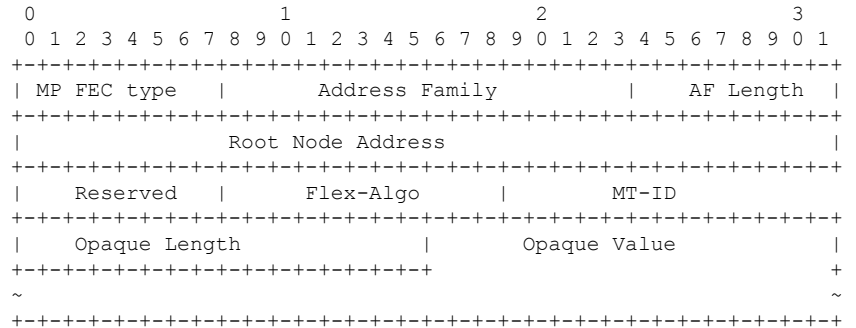 0                   1                   2                   3
 0 1 2 3 4 5 6 7 8 9 0 1 2 3 4 5 6 7 8 9 0 1 2 3 4 5 6 7 8 9 0 1
+-+-+-+-+-+-+-+-+-+-+-+-+-+-+-+-+-+-+-+-+-+-+-+-+-+-+-+-+-+-+-+-+
| MP FEC type   |       Address Family          |    AF Length  |
+-+-+-+-+-+-+-+-+-+-+-+-+-+-+-+-+-+-+-+-+-+-+-+-+-+-+-+-+-+-+-+-+
|                Root Node Address                              |
+-+-+-+-+-+-+-+-+-+-+-+-+-+-+-+-+-+-+-+-+-+-+-+-+-+-+-+-+-+-+-+-+
|    Reserved   |      Flex-Algo      |        MT-ID
+-+-+-+-+-+-+-+-+-+-+-+-+-+-+-+-+-+-+-+-+-+-+-+-+-+-+-+-+-+-+-+-+
|    Opaque Length              |       Opaque Value            |
+-+-+-+-+-+-+-+-+-+-+-+-+-+-+-+-+                               +
~                                                               ~
+-+-+-+-+-+-+-+-+-+-+-+-+-+-+-+-+-+-+-+-+-+-+-+-+-+-+-+-+-+-+-+-+